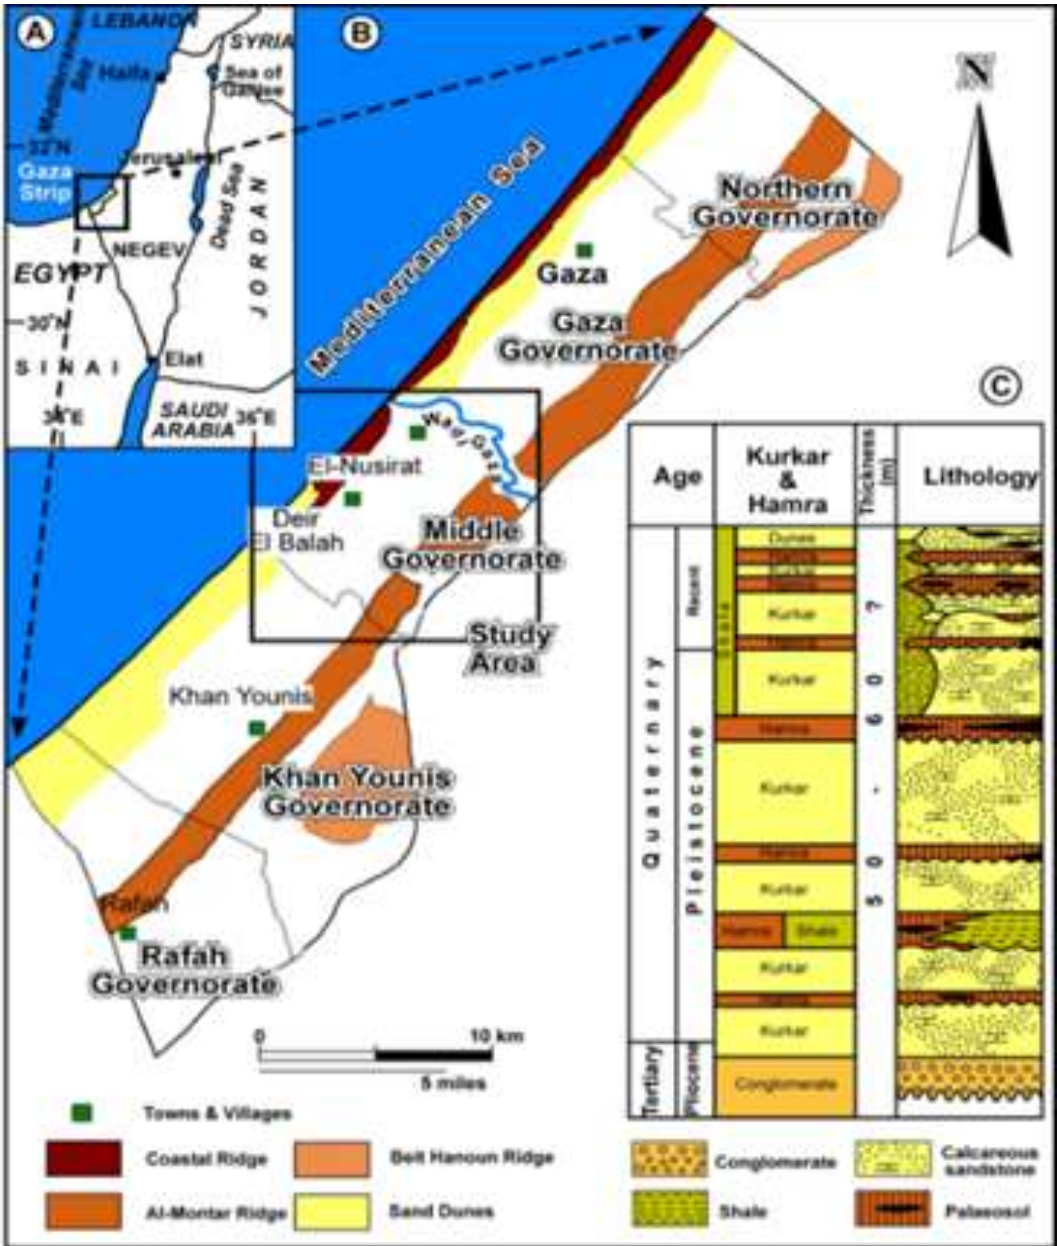 A
LEBANON
SYRIA
Mediterranean
Sea
Haifa
Sea of
Galilee
32°N
Jerusalem
Gaza
Strip
Dead Sea
JORDAN
NEGEV
EGYPT
30°N
SINAI
Elat
34°E
SAUDI
ARABIA
36°E
B
N
Mediterranean Sea
Northern
Governorate
Gaza
Gaza
Governorate
Wadi Gaza
El-Nusirat
Deir
El Balah
Middle
Governorate
Study
Area
Khan Younis
Khan Younis
Governorate
Rafah
Rafah
Governorate
0 10 km
5 miles
Towns & Villages
Coastal Ridge
Beit Hanoun Ridge
Al-Montar Ridge
Sand Dunes
C
Age
Kurkar
&
Hamra
Thickness
(m)
Lithology
Quaternary
Recent
Pleistocene
Tertiary
Pliocene
Dunes
Hamra
Kurkar
Kurkar
Hamra
Kurkar
Hamra
Kurkar
Hamra Shale
Kurkar
Hamra
Kurkar
Conglomerate
50 - 60 ?
Conglomerate
Calcareous
sandstone
Shale
Palaeosol